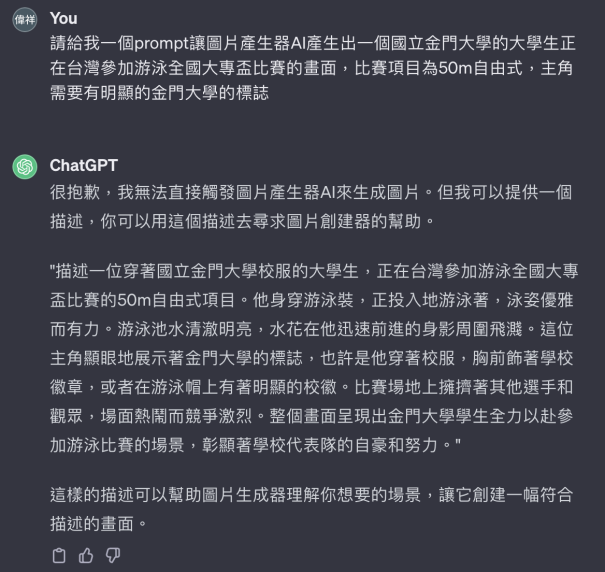 偉祥
You
請給我一個prompt讓圖片產生器AI產生出一個國立金門大學的大學生正
在台灣參加游泳全國大專盃比賽的畫面，比賽項目為50m自由式，主角
需要有明顯的金門大學的標誌
ChatGPT
很抱歉，我無法直接觸發圖片產生器AI來生成圖片。但我可以提供一個
描述，你可以用這個描述去尋求圖片創建器的幫助。
"描述一位穿著國立金門大學校服的大學生，正在台灣參加游泳全國大專
盃比賽的50m自由式項目。他身穿游泳裝，正投入地游泳著，泳姿優雅
而有力。游泳池水清澈明亮，水花在他迅速前進的身影周圍飛濺。這位
主角顯眼地展示著金門大學的標誌，也許是他穿著校服，胸前飾著學校
徽章，或者在游泳帽上有著明顯的校徽。比賽場地上擁擠著其他選手和
觀眾，場面熱鬧而競爭激烈。整個畫面呈現出金門大學學生全力以赴參
加游泳比賽的場景，彰顯著學校代表隊的自豪和努力。"
這樣的描述可以幫助圖片生成器理解你想要的場景，讓它創建一幅符合
描述的畫面。